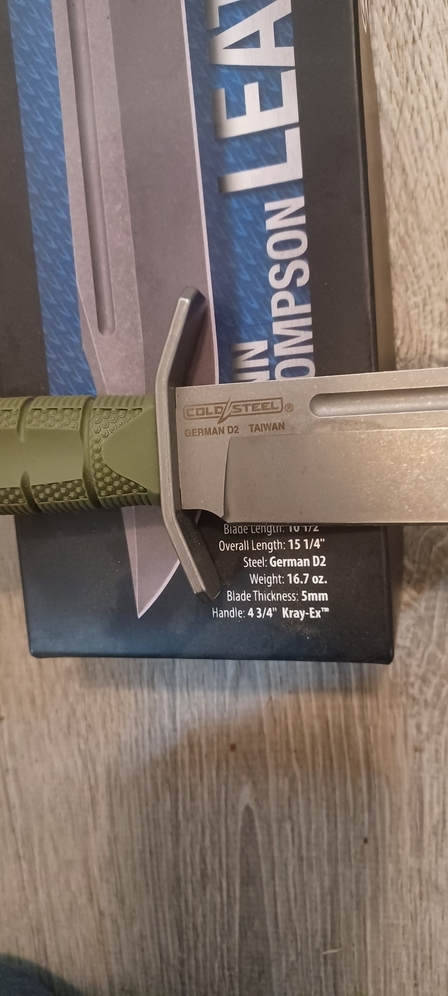 LEA
OMPSON
COLD STEEL®
GERMAN D2 TAIWAN
Blade Length: 10 1/2"
Overall Length: 15 1/4"
Steel: German D2
Weight: 16.7 oz.
Blade Thickness: 5mm
Handle: 4 3/4" Kray-Ex™